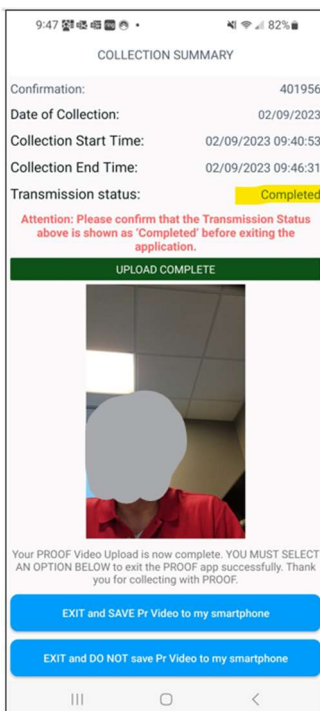 9:47 82%
COLLECTION SUMMARY
Confirmation: 401956
Date of Collection: 02/09/2023
Collection Start Time: 02/09/2023 09:40:53
Collection End Time: 02/09/2023 09:46:31
Transmission status: Completed
Attention: Please confirm that the Transmission Status
above is shown as 'Completed' before exiting the
application.
UPLOAD COMPLETE
Your PROOF Video Upload is now complete. YOU MUST SELECT
AN OPTION BELOW to exit the PROOF app successfully. Thank
you for collecting with PROOF.
EXIT and SAVE Pr Video to my smartphone
EXIT and DO NOT save Pr Video to my smartphone